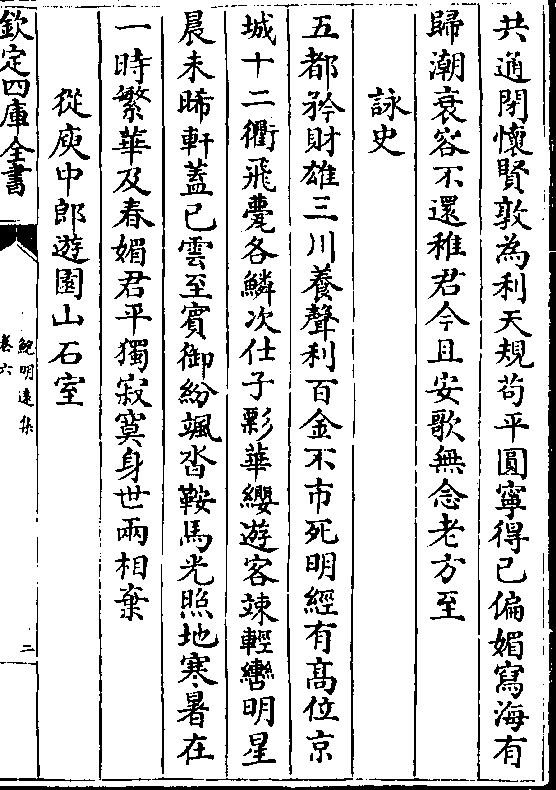 共通閉懷賢敦為利天規苟平圓寧得已偏媚寫海有
歸潮衰容不還稚君今且安歌無念老方至
詠史
五都矜財雄三川養聲利百金不市死明經有髙位京
城十二衢飛甍各鱗次仕子彯華纓遊客竦輕轡明星
晨未晞軒蓋已雲至賓御紛颯沓鞍馬光照地寒暑在
一時繁華及春媚君平獨寂寞身世兩相棄
從庾中郎遊園山石室
欽定四庫全書
鮑明遠集
卷六
二